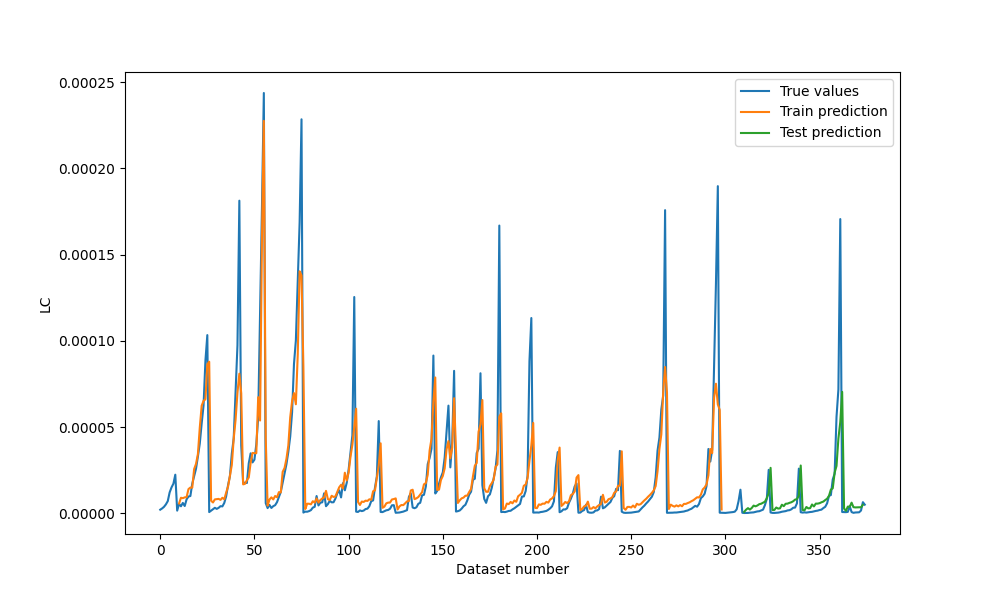 0.00025
0.00020
0.00015
0.00010
0.00005
0.00000
LC
0 50 100 150 200 250 300 350
Dataset number
True values
Train prediction
Test prediction